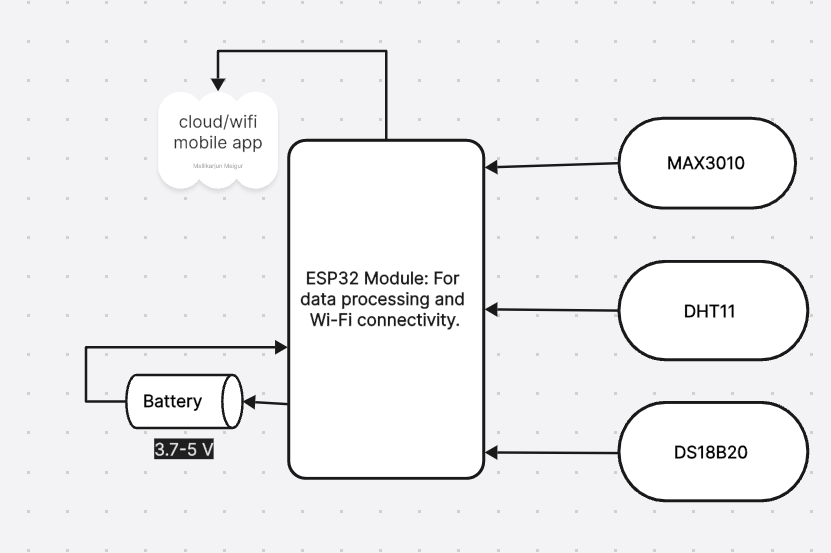 cloud/wifi
mobile app
Mallikarjun Maigur
MAX3010
ESP32 Module: For
data processing and
Wi-Fi connectivity.
DHT11
Battery
3.7-5 V
DS18B20